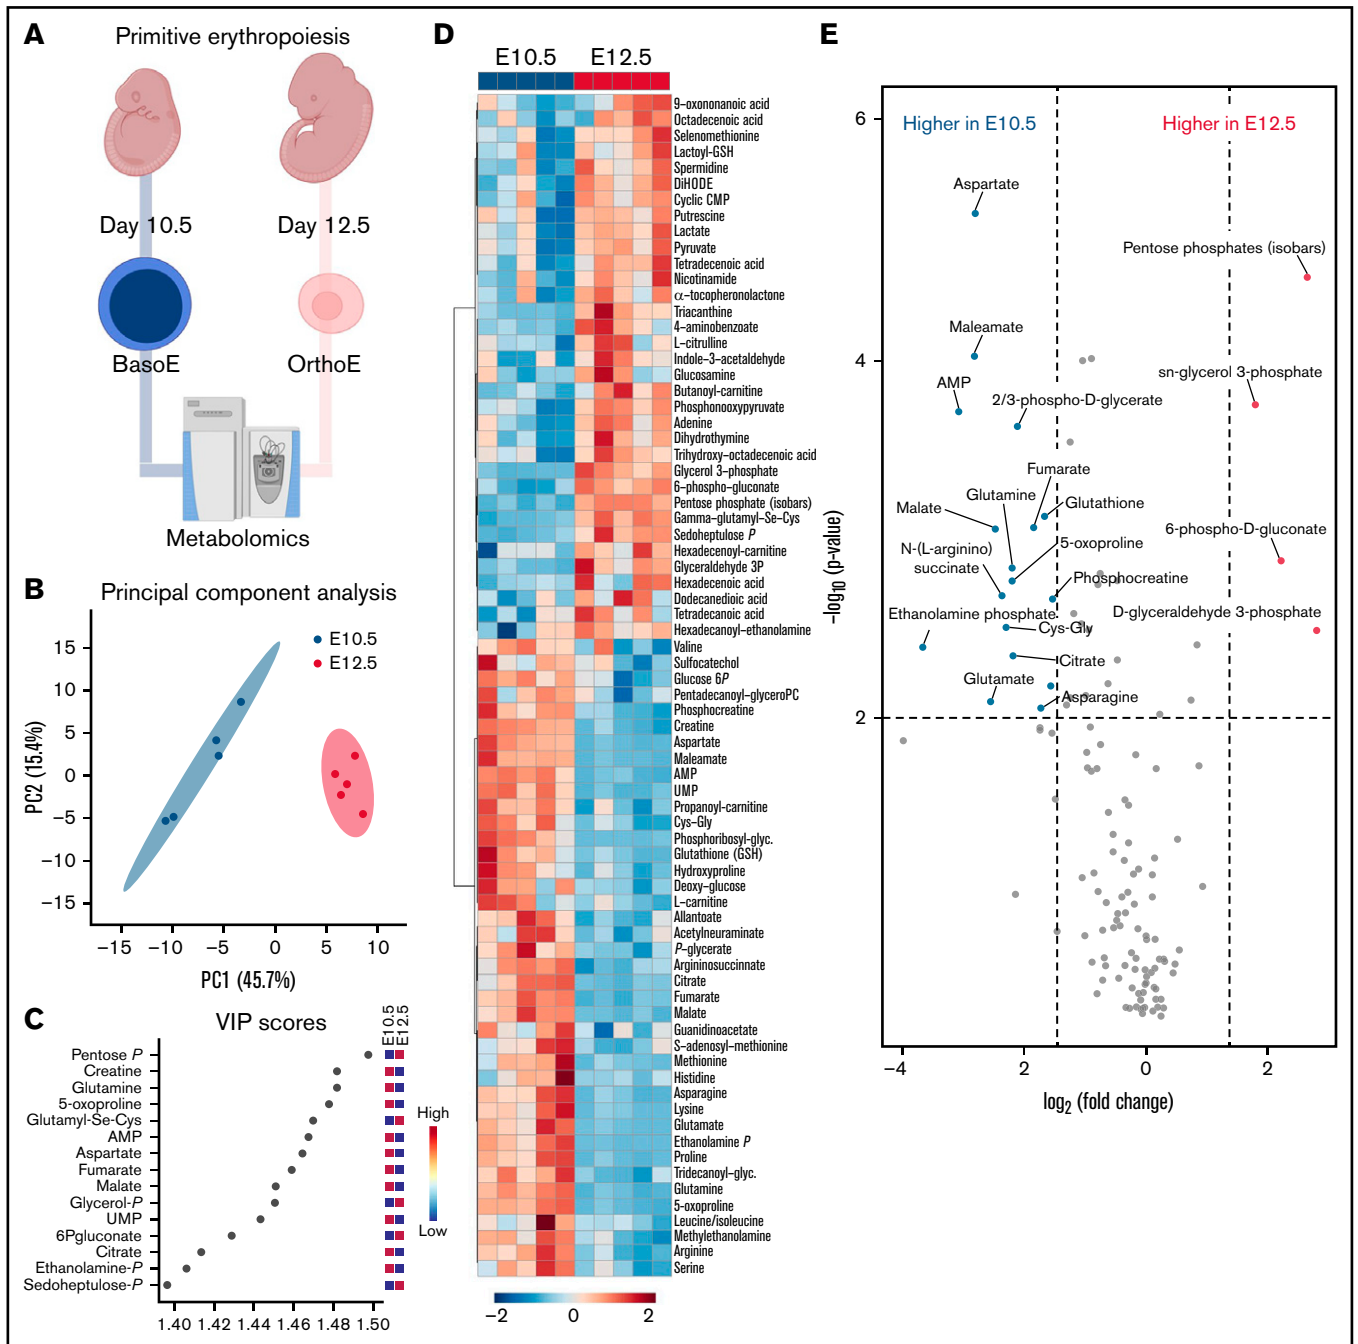 A
Primitive erythropoiesis
Day 10.5
Day 12.5
BasoE
OrthoE
Metabolomics
B
Principal component analysis
E10.5
E12.5
15
10
5
0
−5
−10
−15
PC2 (15.4%)
−15
−10
−5
0
5
10
PC1 (45.7%)
C
VIP scores
E10.5
E12.5
Pentose P
Creatine
Glutamine
5-oxoproline
Glutamyl-Se-Cys
AMP
Aspartate
Fumarate
Malate
Glycerol-P
UMP
6Pgluconate
Citrate
Ethanolamine-P
Sedoheptulose-P
1.40 1.42 1.44 1.46 1.48 1.50
High
Low
D
E10.5
E12.5
9-oxononanoic acid
Octadecenoic acid
Selenomethionine
Lactoyl-GSH
Spermidine
DiHODE
Cyclic CMP
Putrescine
Lactate
Pyruvate
Tetradecenoic acid
Nicotinamide
α-tocopheronolactone
Triacanthine
4-aminobenzoate
L-citrulline
Indole-3-acetaldehyde
Glucosamine
Butanoyl-carnitine
Phosphonooxypyruvate
Adenine
Dihydrothymine
Trihydroxy-octadecenoic acid
Glycerol 3-phosphate
6-phospho-gluconate
Pentose phosphate (isobars)
Gamma-glutamyl-Se-Cys
Sedoheptulose P
Hexadecenoyl-carnitine
Glyceraldehyde 3P
Hexadecenoic acid
Dodecanedioic acid
Tetradecanoic acid
Hexadecanoyl-ethanolamine
Valine
Sulfocatechol
Glucose 6P
Pentadecanoyl-glyceroPC
Phosphocreatine
Creatine
Aspartate
Maleamate
AMP
UMP
Propanoyl-carnitine
Cys-Gly
Phosphoribosyl-glyc.
Glutathione (GSH)
Hydroxyproline
Deoxy-glucose
L-carnitine
Allantoate
Acetylneuraminate
P-glycerate
Argininosuccinnate
Citrate
Fumarate
Malate
Guanidinoacetate
S-adenosyl-methionine
Methionine
Histidine
Asparagine
Lysine
Glutamate
Ethanolamine P
Proline
Tridecanoyl-glyc.
Glutamine
5-oxoproline
Leucine/isoleucine
Methylethanolamine
Arginine
Serine
−2
0
2
E
Higher in E10.5
Higher in E12.5
Aspartate
Pentose phosphates (isobars)
Maleamate
sn-glycerol 3-phosphate
AMP
2/3-phospho-D-glycerate
Fumarate
Glutamine
Glutathione
Malate
6-phospho-D-gluconate
N-(L-arginino)
succinate
5-oxoproline
Phosphocreatine
Ethanolamine phosphate
D-glyceraldehyde 3-phosphate
Cys-Gly
Citrate
Glutamate
Asparagine
6
4
2
−log10 (p-value)
−4
2
0
2
log2 (fold change)